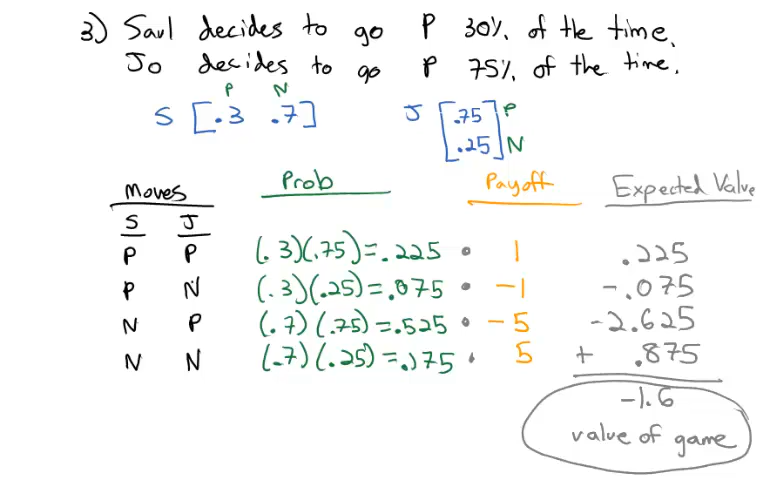 3) Saul decides to go P 30% of the time.
Jo decides to go P 75% of the time.
P N
S [.3 .7]
J [.75 .25] P N
Moves Prob Payoff Expected Value
S J
P P (.3)(.75)=.225 • 1 .225
P N (.3)(.25)=.075 • -1 -.075
N P (.7)(.75)=.525 • -5 -2.625
N N (.7)(.25)=.175 • 5 + .875
-1.6
value of game